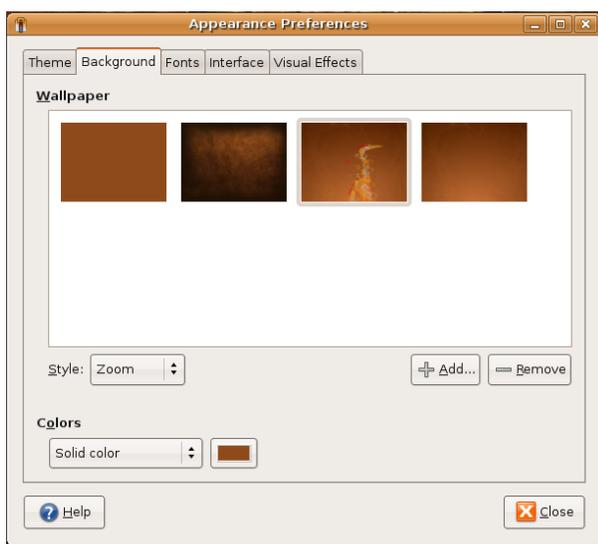 Appearance Preferences
Theme Background Fonts Interface Visual Effects
Wallpaper
Style: Zoom Add... Remove
Colors
Solid color
Help Close